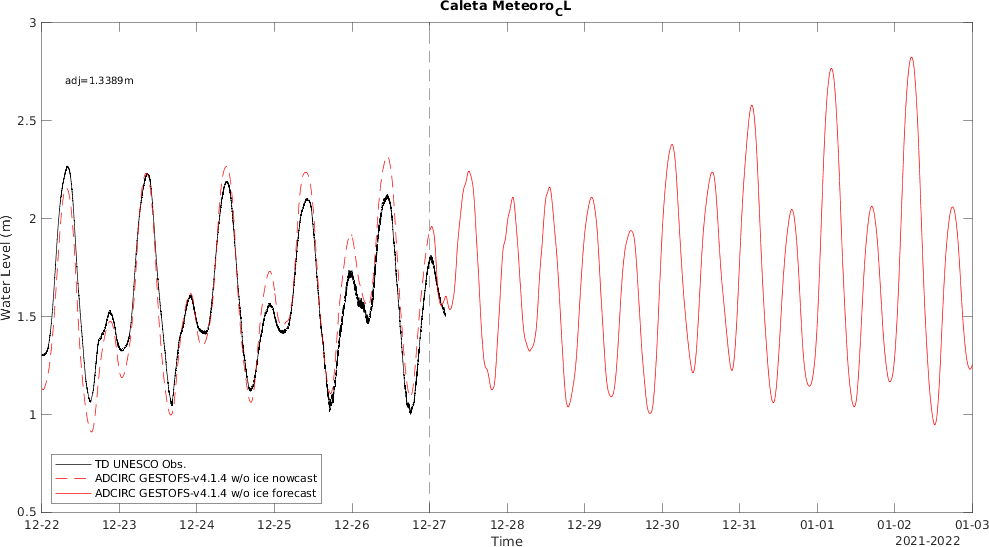 Caleta Meteoro_CL
adj=1.3389m
Water Level (m)
3
2.5
2
1.5
1
0.5
TD UNESCO Obs.
ADCIRC GESTOFS-v4.1.4 w/o ice nowcast
ADCIRC GESTOFS-v4.1.4 w/o ice forecast
12-22 12-23 12-24 12-25 12-26 12-27 12-28 12-29 12-30 12-31 01-01 01-02 01-03
Time
2021-2022